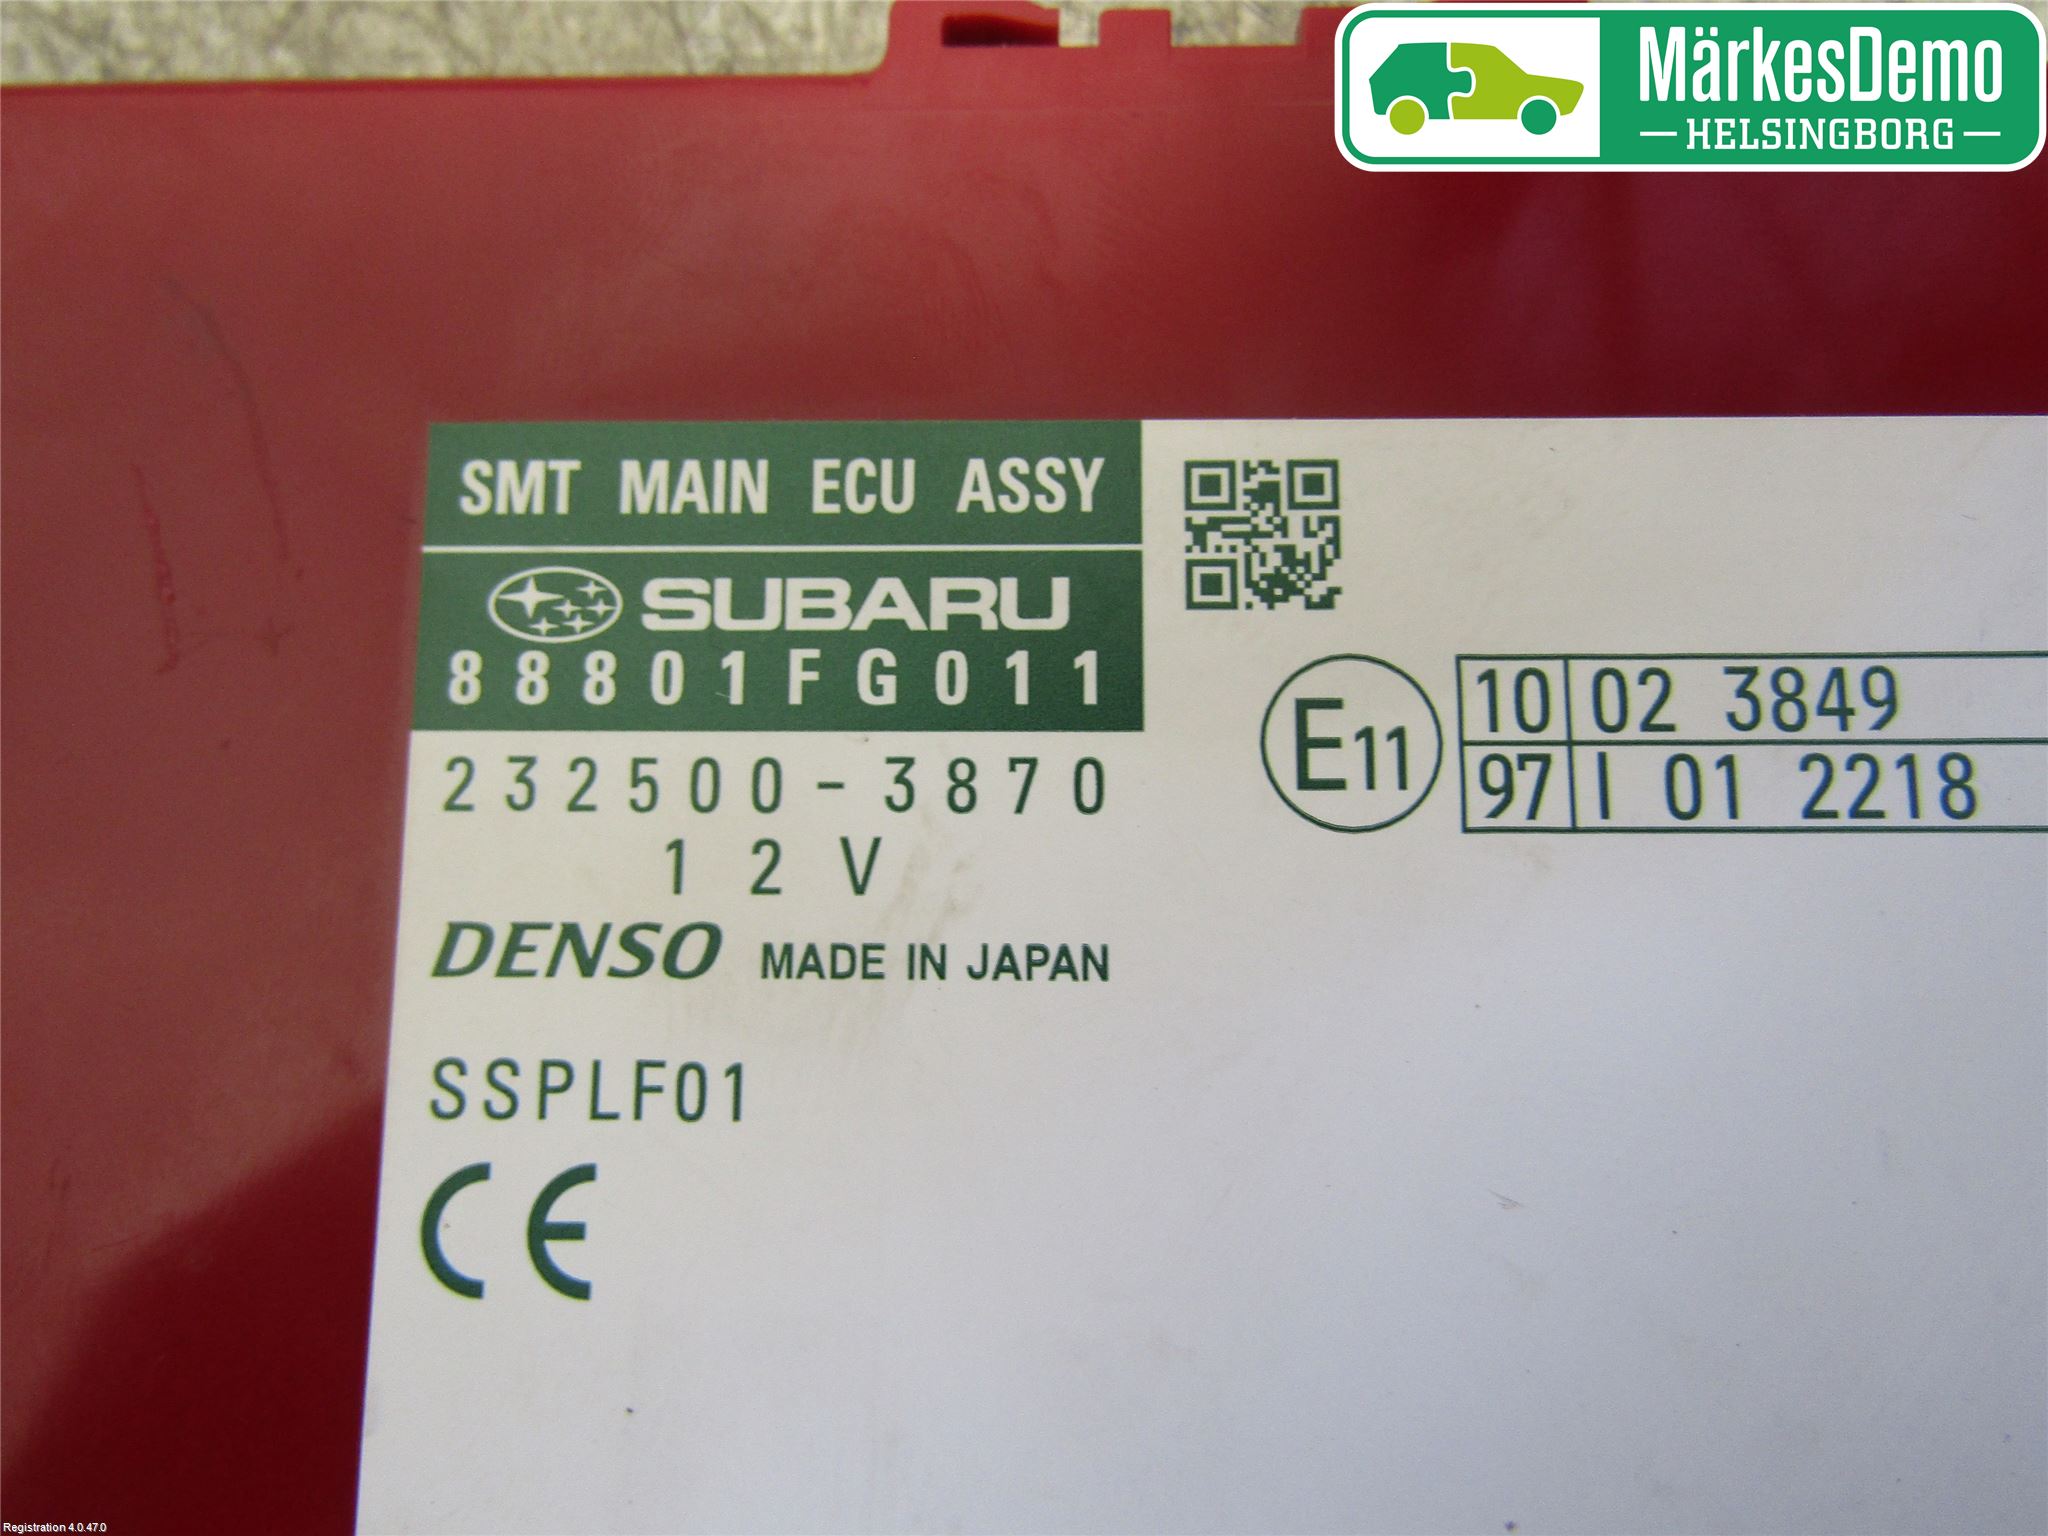 MärkesDemo
HELSINGBORG
SMT MAIN ECU ASSY
SUBARU
88801FG011
232500-3870
12V
DENSO MADE IN JAPAN
SSPLF01
CE
E11
10 02 3849
97 I 01 2218
Registration 4.0.47.0